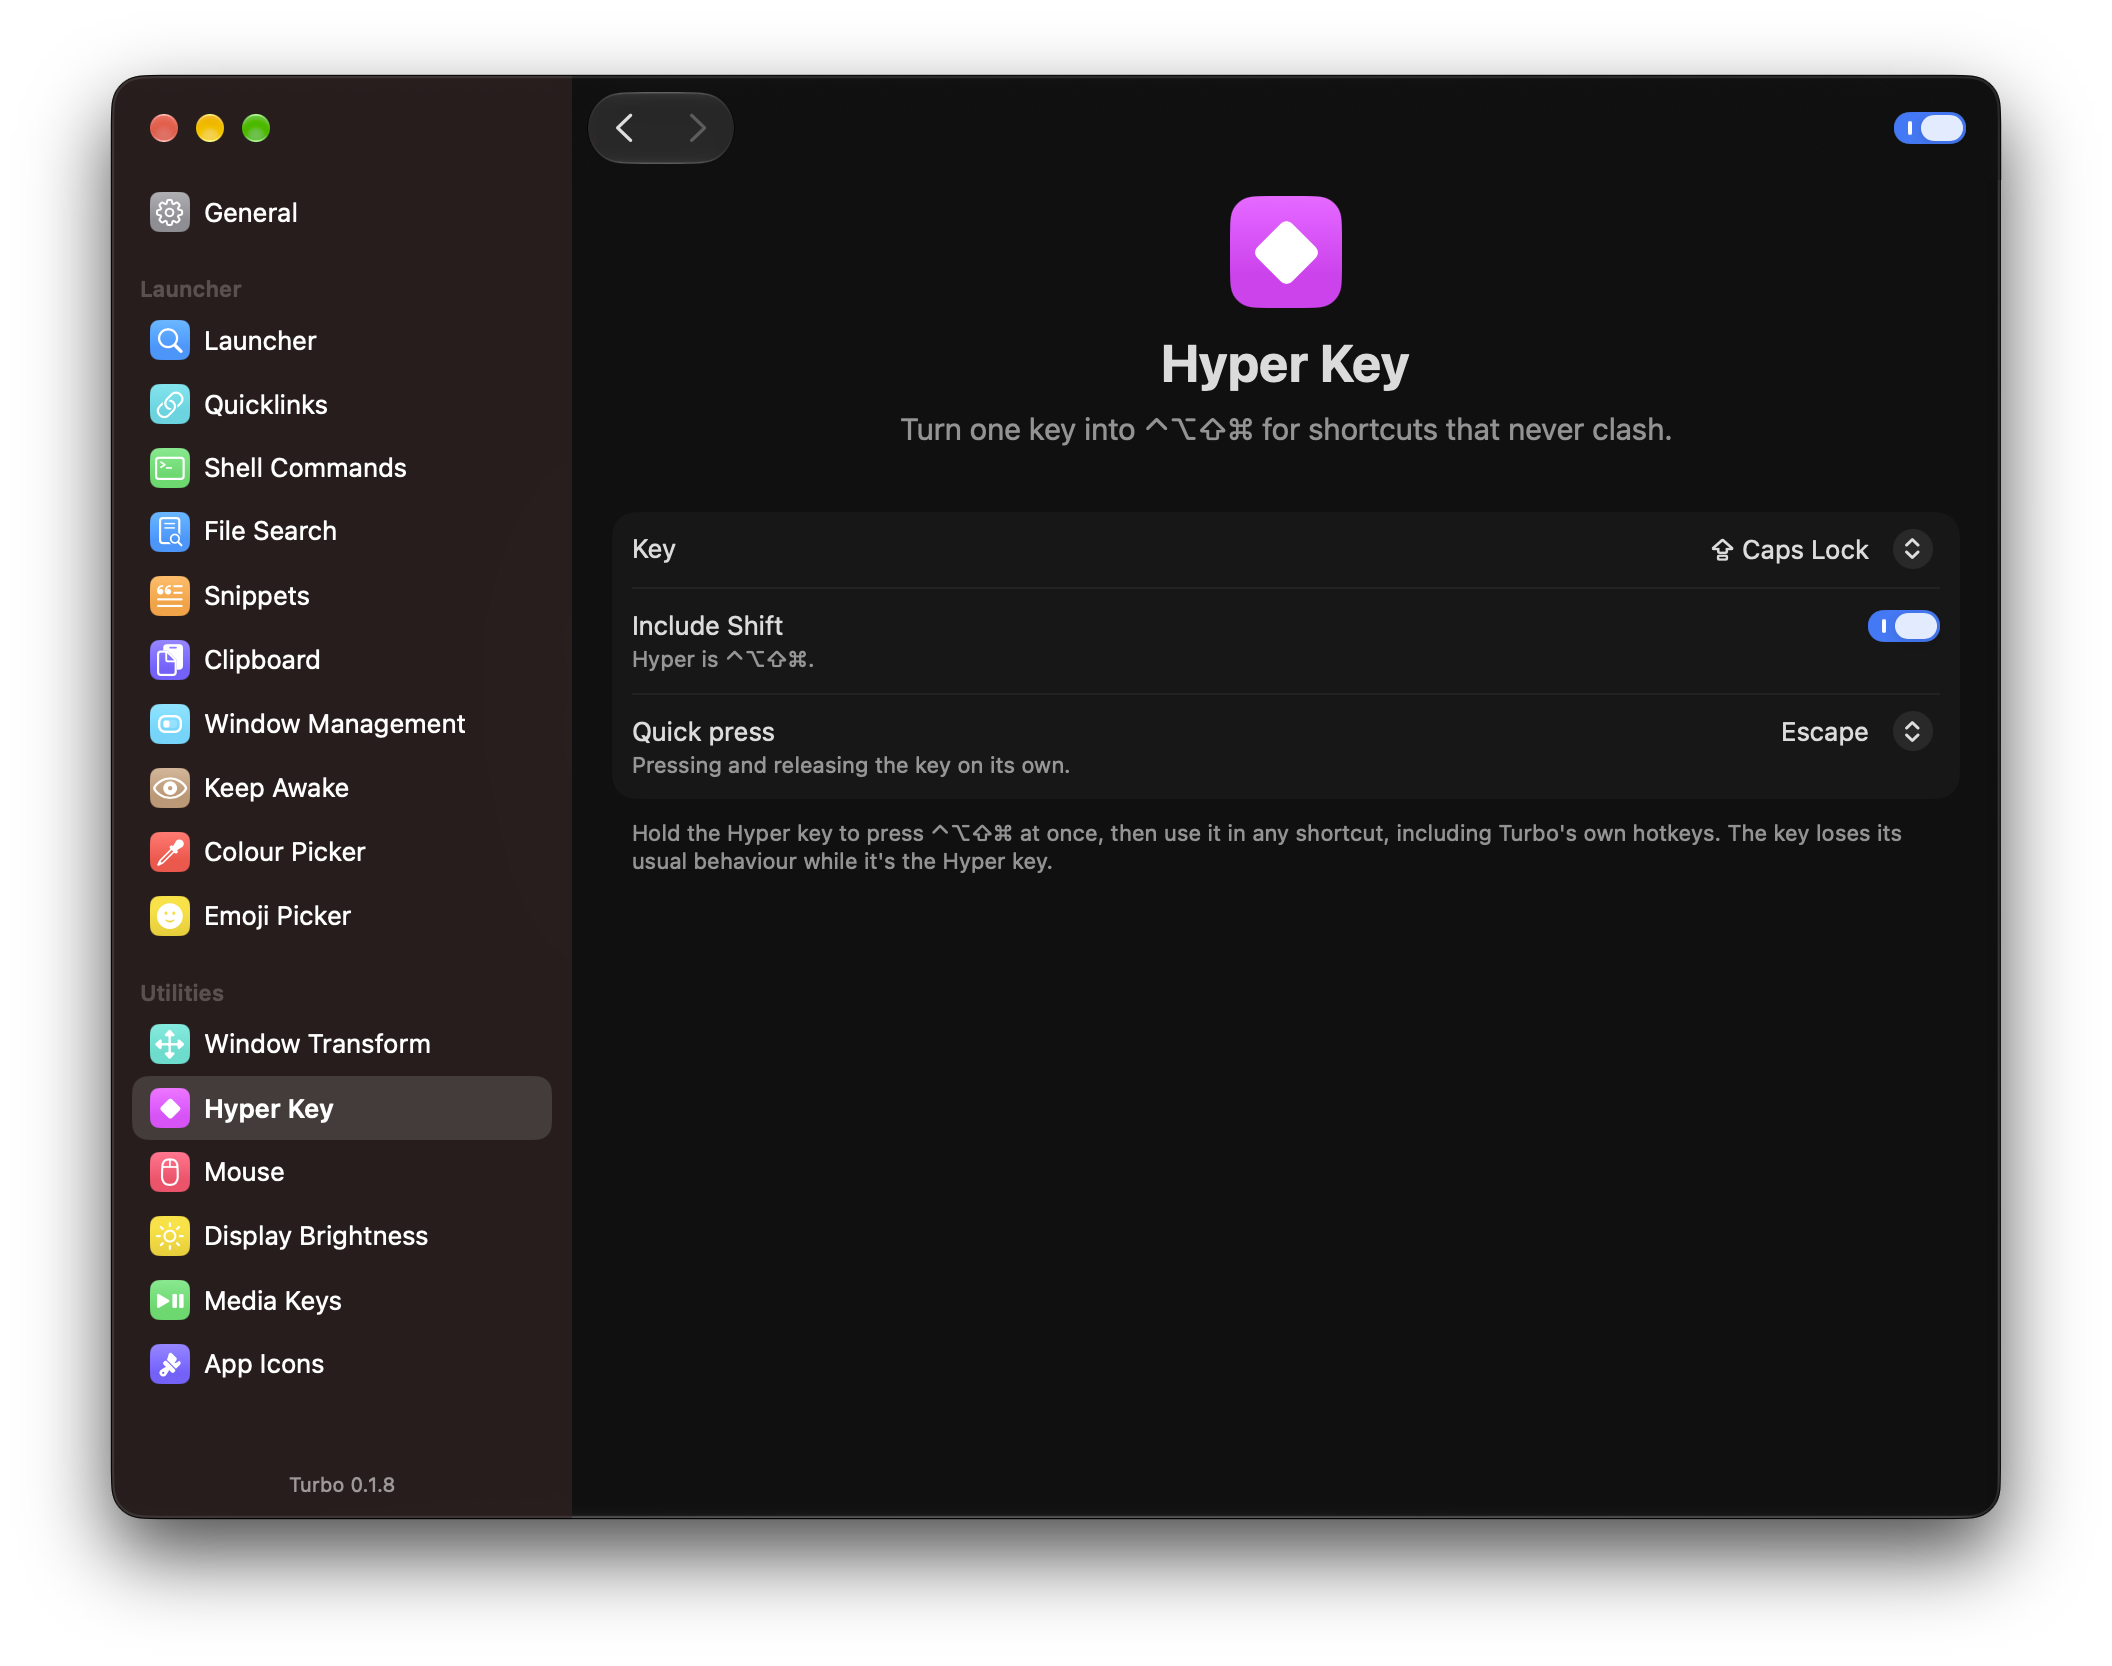 General
Launcher
Launcher
Quicklinks
Shell Commands
File Search
Snippets
Clipboard
Window Management
Keep Awake
Colour Picker
Emoji Picker
Utilities
Window Transform
Hyper Key
Mouse
Display Brightness
Media Keys
App Icons
Turbo 0.1.8
Hyper Key
Turn one key into ⌃⌥⇧⌘ for shortcuts that never clash.
Key
⇪ Caps Lock
Include Shift
Hyper is ⌃⌥⇧⌘.
Quick press
Escape
Pressing and releasing the key on its own.
Hold the Hyper key to press ⌃⌥⇧⌘ at once, then use it in any shortcut, including Turbo's own hotkeys. The key loses its
usual behaviour while it's the Hyper key.